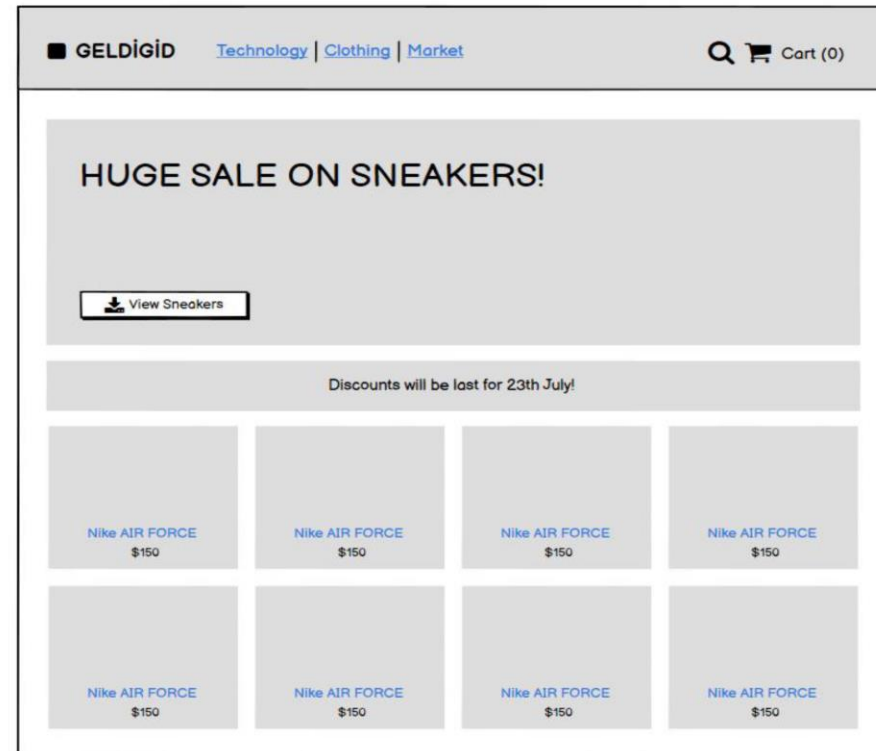 GELDİGİD Technology | Clothing | Market Cart (0)
HUGE SALE ON SNEAKERS!
View Sneakers
Discounts will be last for 23th July!
Nike AIR FORCE Nike AIR FORCE Nike AIR FORCE Nike AIR FORCE
$150 $150 $150 $150
Nike AIR FORCE Nike AIR FORCE Nike AIR FORCE Nike AIR FORCE
$150 $150 $150 $150